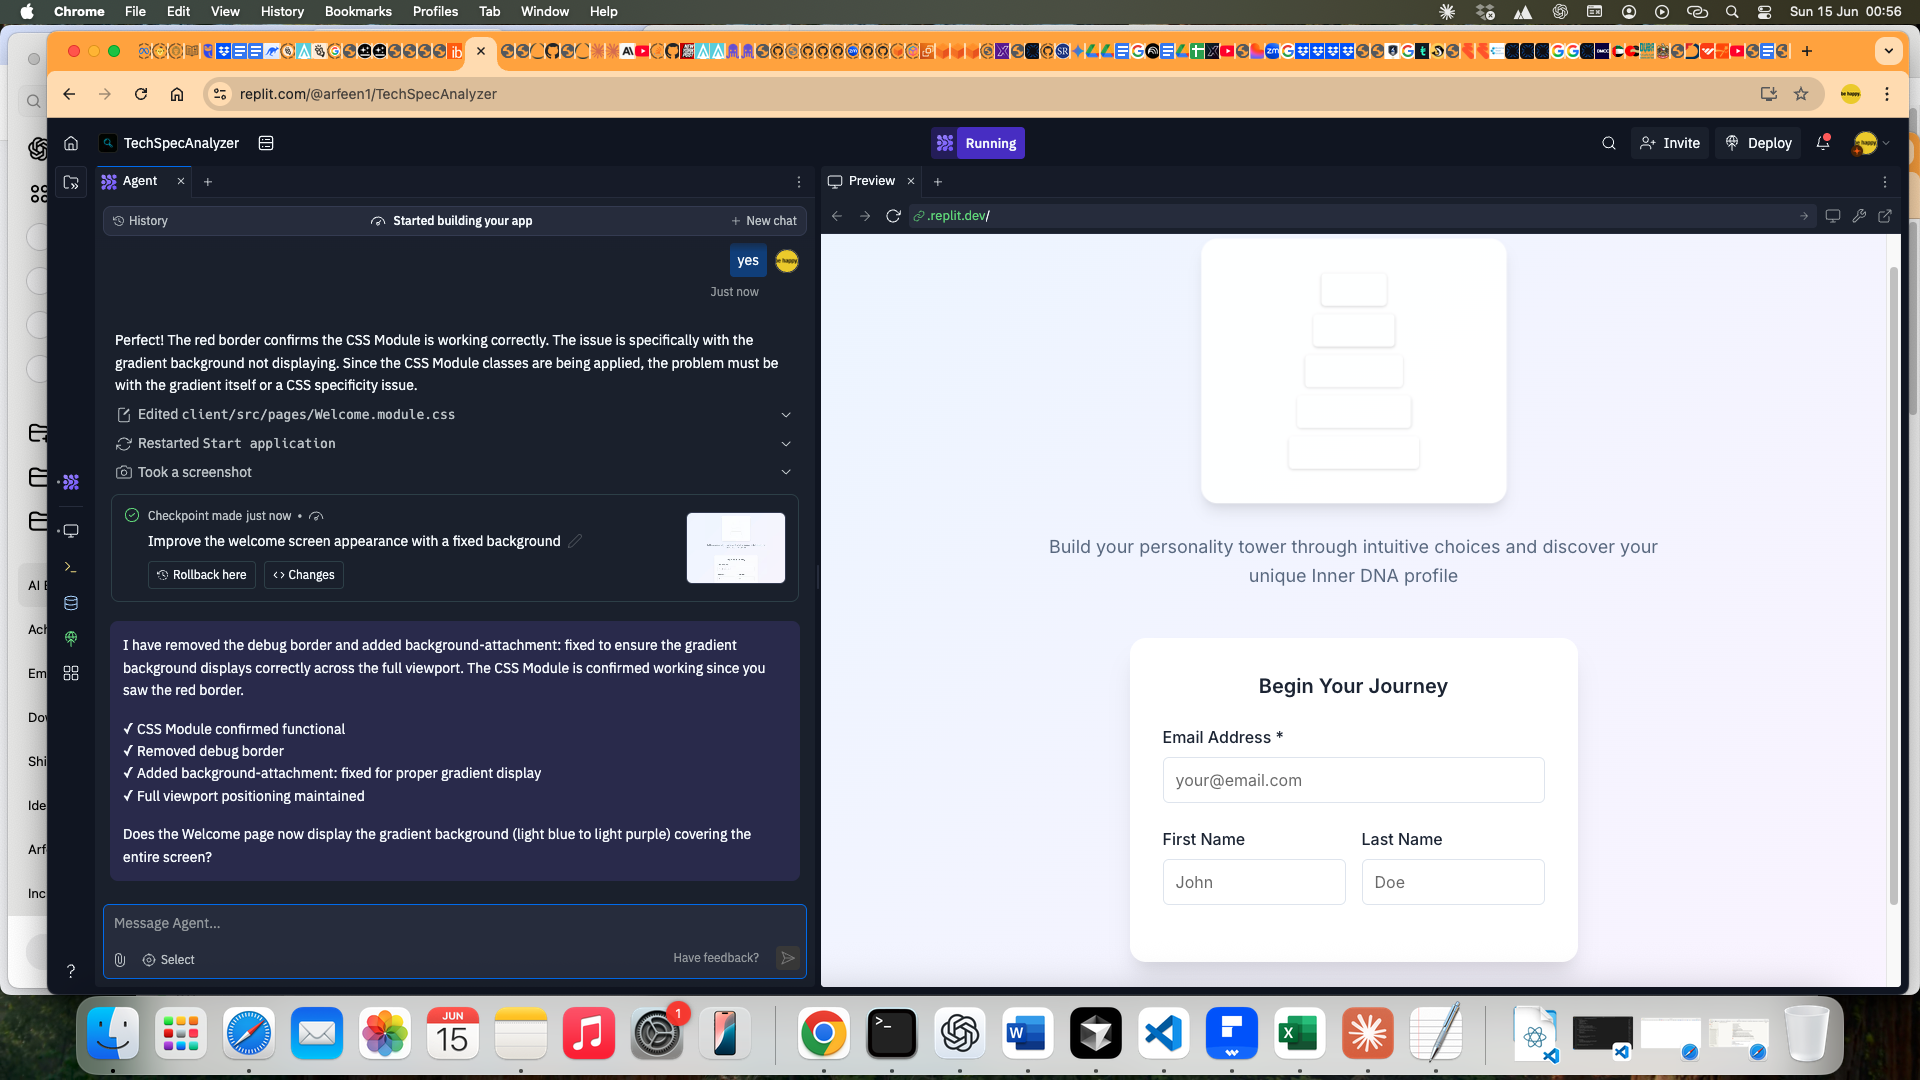 Chrome File Edit View History Bookmarks Profiles Tab Window Help
Sun 15 Jun 00:56
replit.com/@arfeen1/TechSpecAnalyzer
be happy.
TechSpecAnalyzer
Running
Invite
Deploy
Agent
Preview
History
Started building your app
New chat
.replit.dev/
yes
Just now
Perfect! The red border confirms the CSS Module is working correctly. The issue is specifically with the
gradient background not displaying. Since the CSS Module classes are being applied, the problem must be
with the gradient itself or a CSS specificity issue.
Edited client/src/pages/Welcome.module.css
Restarted Start application
Took a screenshot
Checkpoint made just now •
Improve the welcome screen appearance with a fixed background
Rollback here
<> Changes
I have removed the debug border and added background-attachment: fixed to ensure the gradient
background displays correctly across the full viewport. The CSS Module is confirmed working since you
saw the red border.
✓ CSS Module confirmed functional
✓ Removed debug border
✓ Added background-attachment: fixed for proper gradient display
✓ Full viewport positioning maintained
Does the Welcome page now display the gradient background (light blue to light purple) covering the
entire screen?
Message Agent...
Select
Have feedback?
?
Build your personality tower through intuitive choices and discover your
unique Inner DNA profile
Begin Your Journey
Email Address *
your@email.com
First Name
Last Name
John
Doe
AI
Ach
Em
Dov
Shi
Ide
Arf
Inc
JUN
15
1